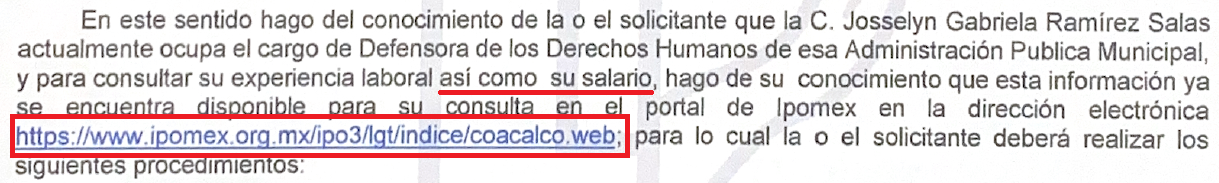 En este sentido hago del conocimiento de la o el solicitante que la C. Josselyn Gabriela Ramírez Salas
actualmente ocupa el cargo de Defensora de los Derechos Humanos de esa Administración Publica Municipal,
y para consultar su experiencia laboral así como su salario, hago de su conocimiento que esta información ya
se encuentra disponible para su consulta en el portal de Ipomex en la dirección electrónica
https://www.ipomex.org.mx/ipo3/lgt/indice/coacalco.web; para lo cual la o el solicitante deberá realizar los
siguientes procedimientos: